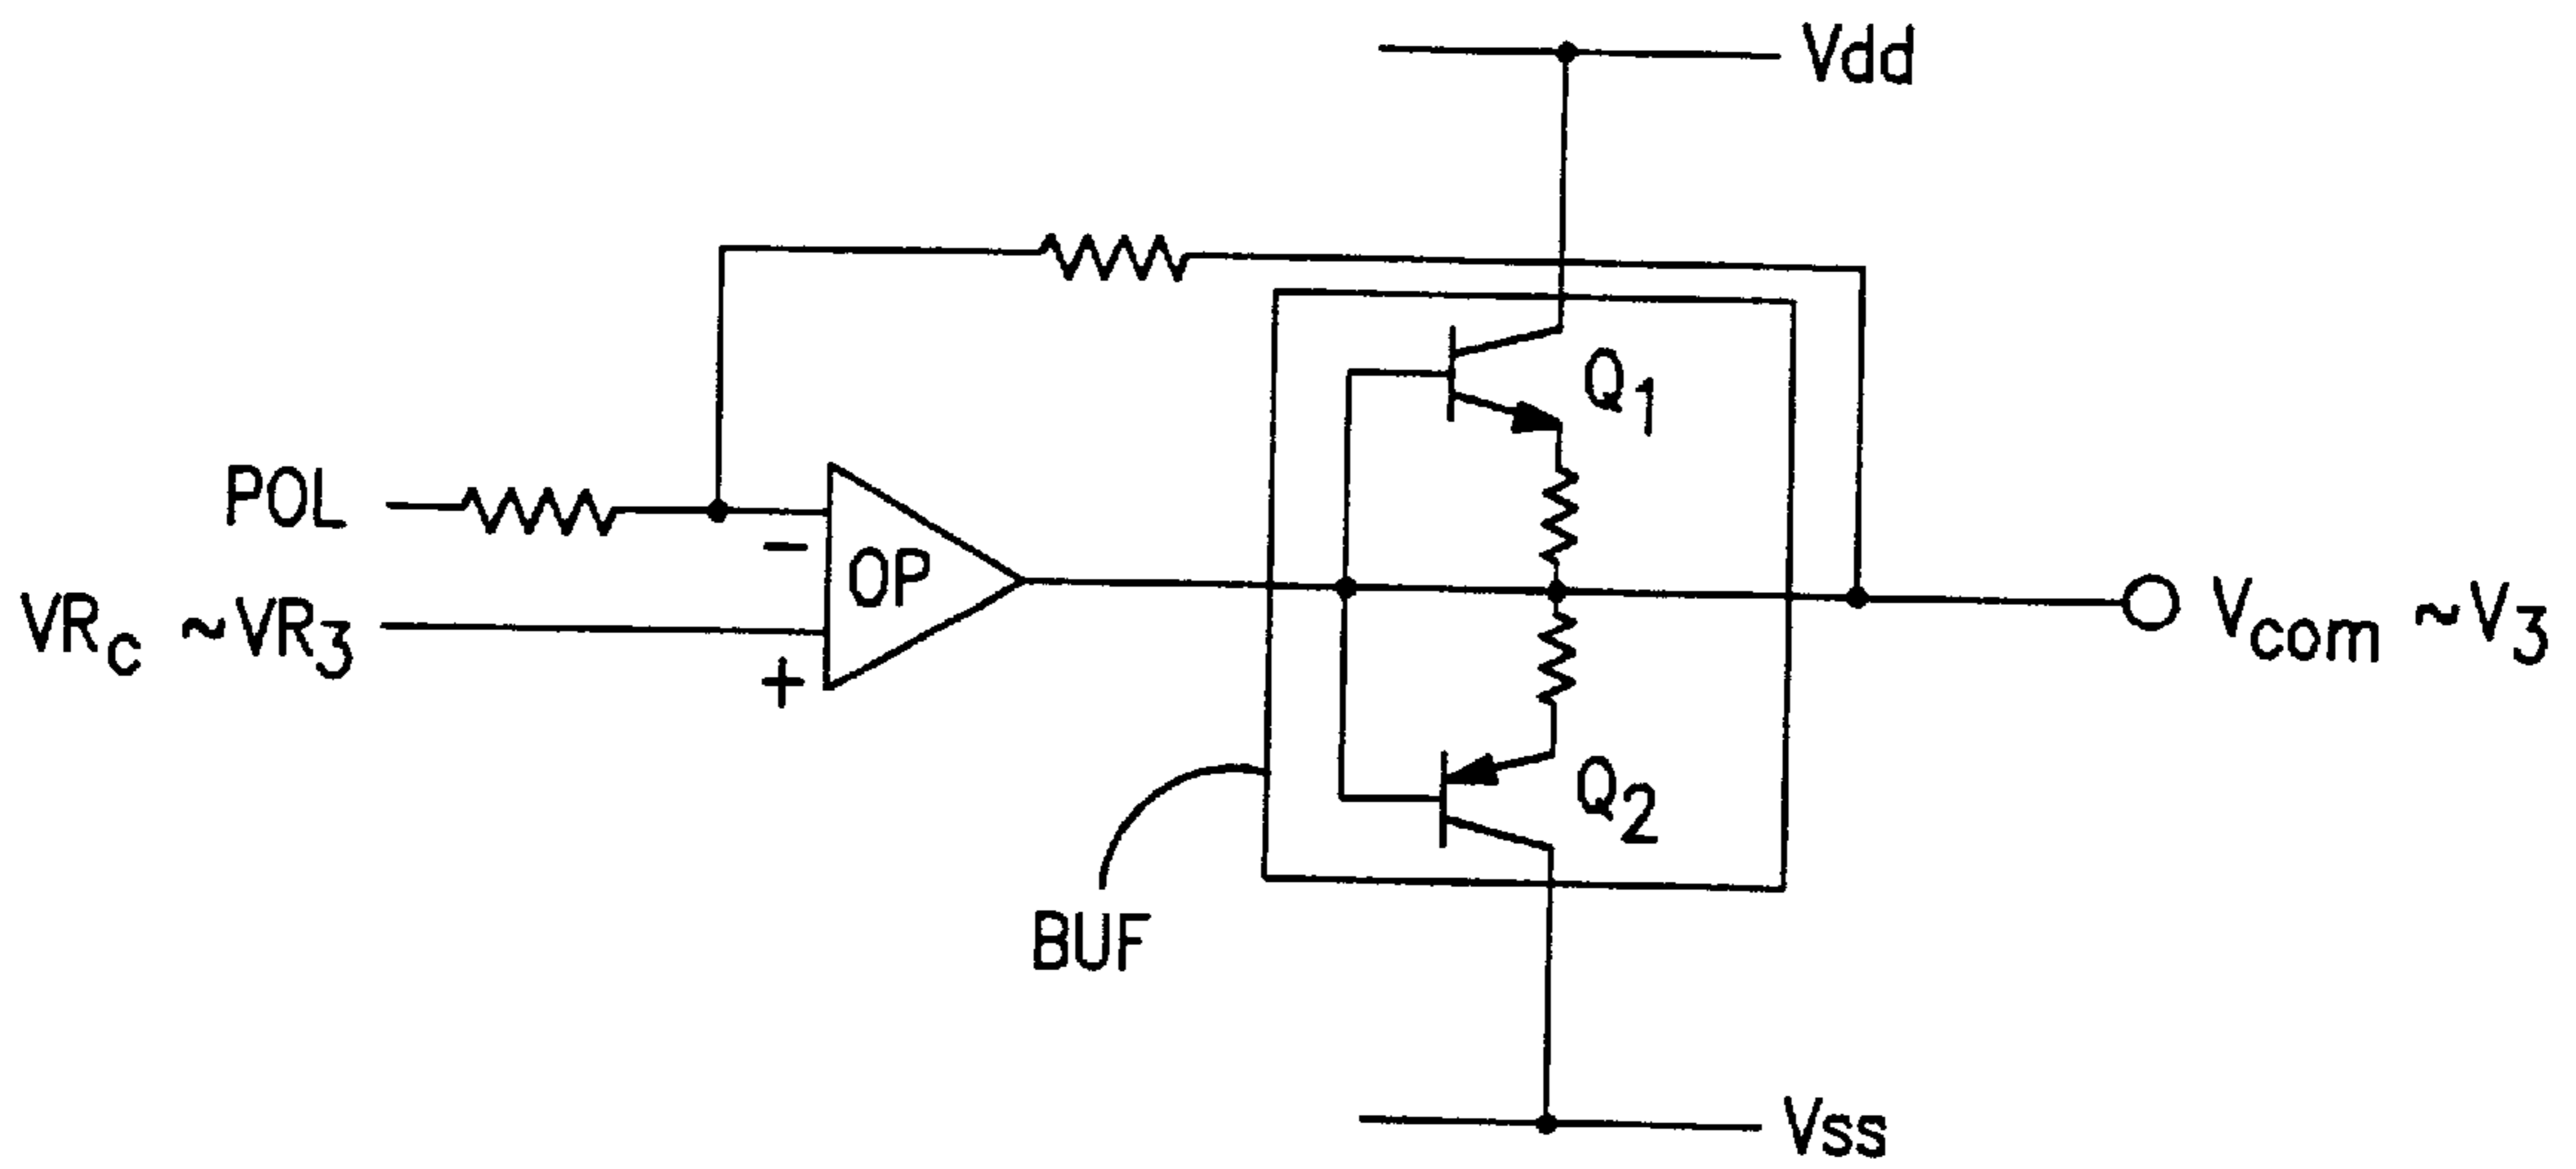 Vdd
Q1
POL
−
OP
VRc ~VR3
+
Vcom ~V3
Q2
BUF
Vss